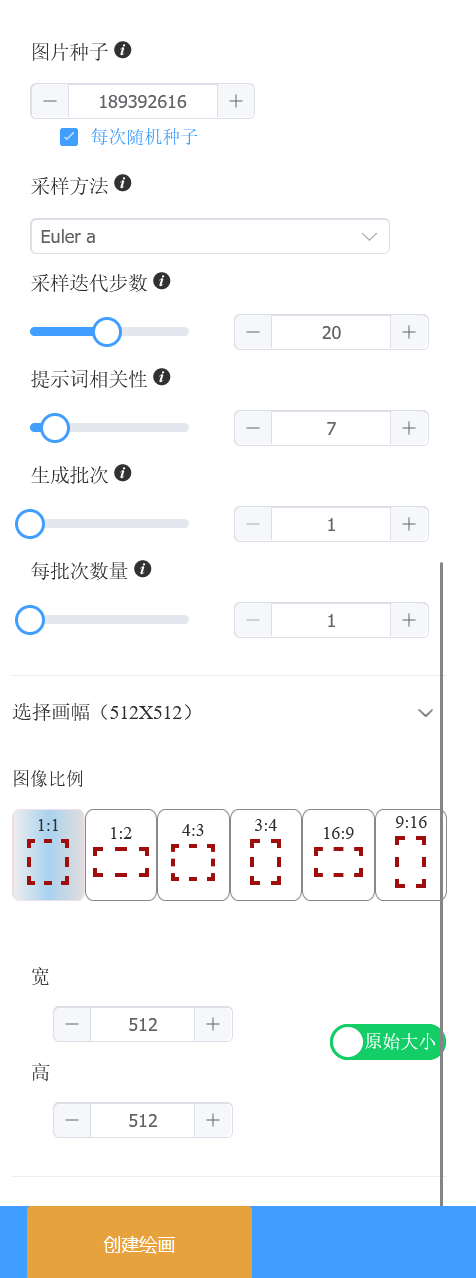 图片种子
189392616
每次随机种子
采样方法
Euler a
采样迭代步数
20
提示词相关性
7
生成批次
1
每批次数量
1
选择画幅（512X512）
图像比例
1:1 1:2 4:3 3:4 16:9 9:16
宽
512
原始大小
高
512
创建绘画